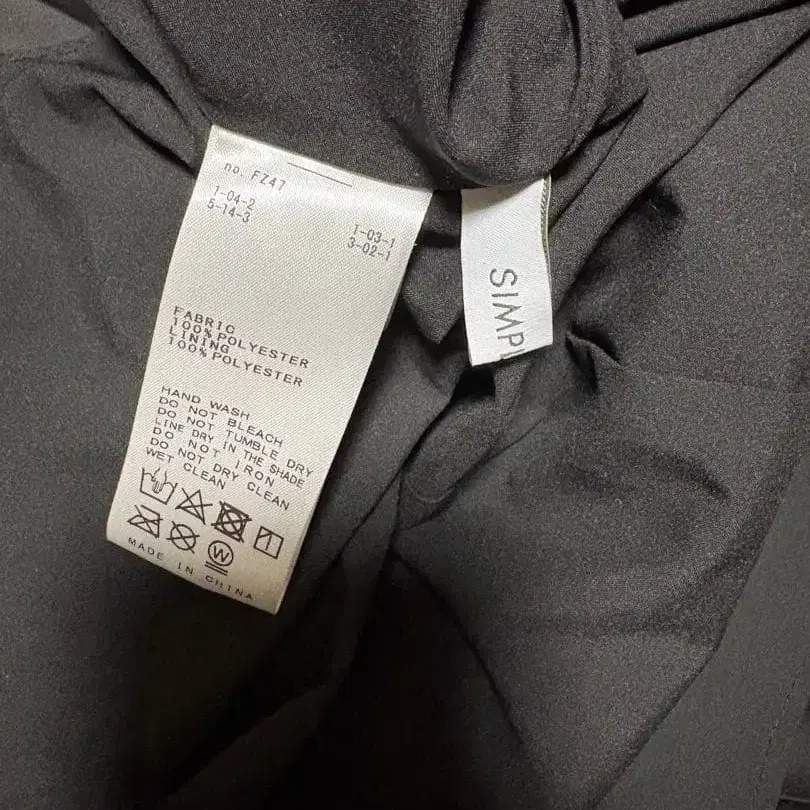 no. FZ47
1-04-2
5-14-3
1-03-1
3-02-1
FABRIC
100%POLYESTER
LINING
100%POLYESTER
HAND WASH
DO NOT BLEACH
DO NOT TUMBLE DRY
LINE DRY IN THE SHADE
DO NOT IRON
DO NOT DRY CLEAN
WET CLEAN
W
MADE IN CHINA
SIMPL